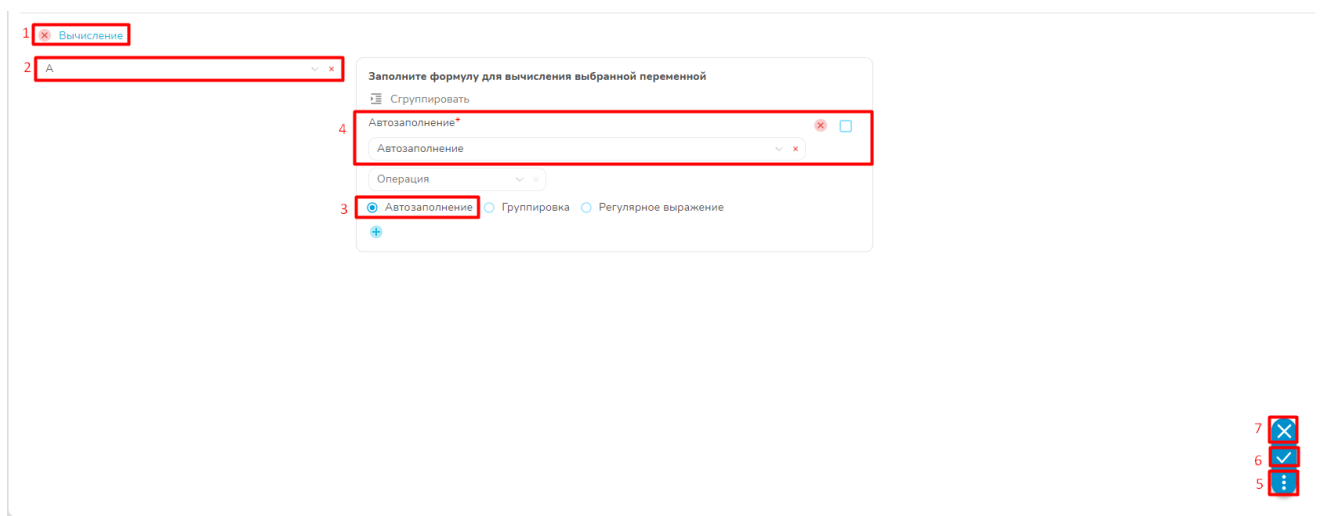 1 Вычисление
2 А
Заполните формулу для вычисления выбранной переменной
Сгруппировать
4 Автозаполнение*
Автозаполнение
Операция
3 Автозаполнение Группировка Регулярное выражение
7
6
5